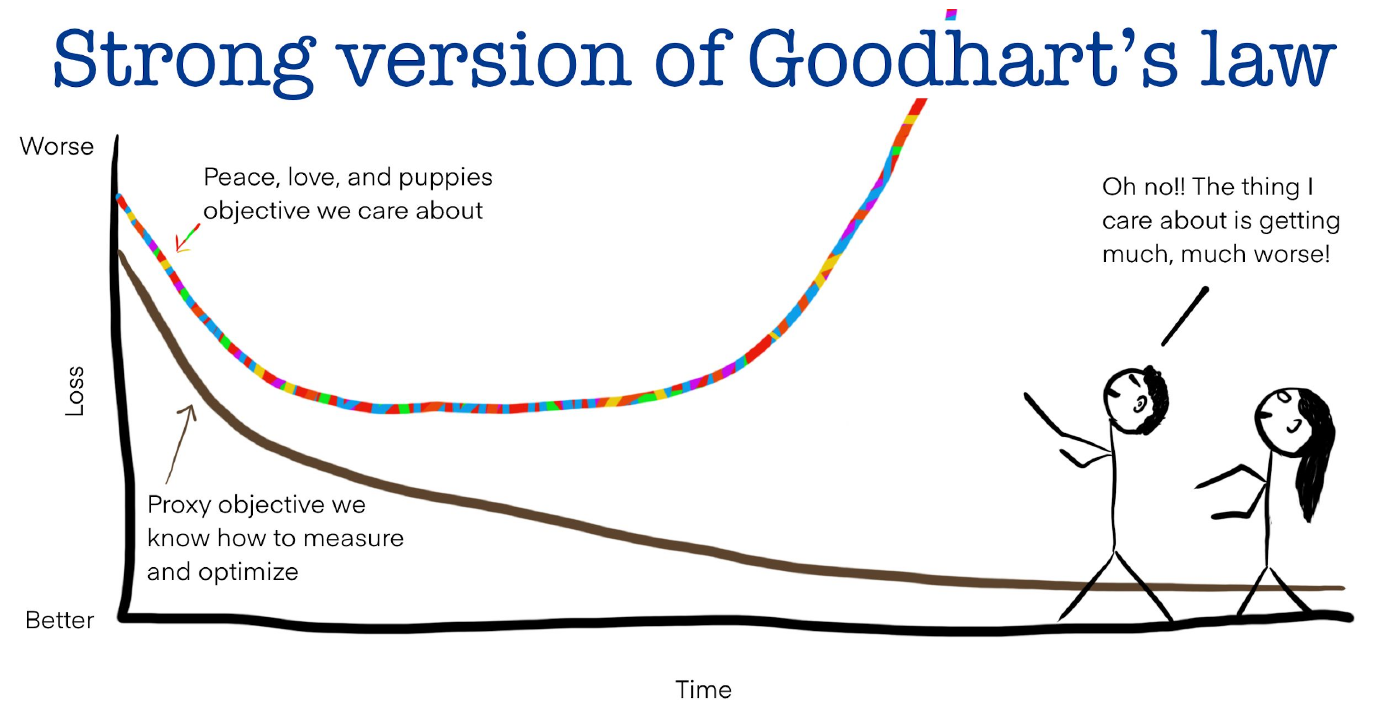 Strong version of Goodhart's law
Worse
Peace, love, and puppies
objective we care about
Oh no!! The thing I
care about is getting
much, much worse!
Loss
Proxy objective we
know how to measure
and optimize
Better
Time